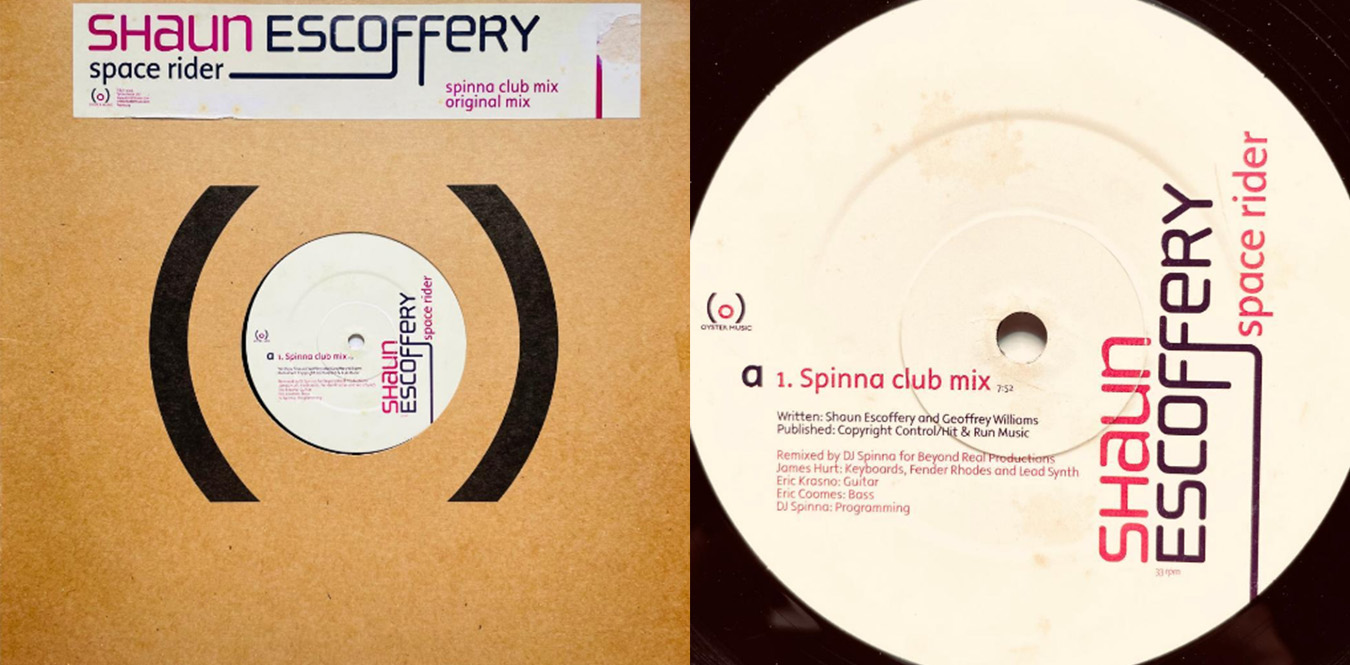 SHaun ESCOFFERY
space rider
spinna club mix
original mix
(o)
OYSTER MUSIC
a 1. Spinna club mix
SHaun
ESCOFFERY
space rider
(o)
OYSTER MUSIC
a 1. Spinna club mix 7:52
Written: Shaun Escoffery and Geoffrey Williams
Published: Copyright Control/Hit & Run Music
Remixed by DJ Spinna for Beyond Real Productions
James Hurt: Keyboards, Fender Rhodes and Lead Synth
Eric Krasno: Guitar
Eric Coomes: Bass
DJ Spinna: Programming
SHaun
ESCOFFERY
space rider
33 rpm